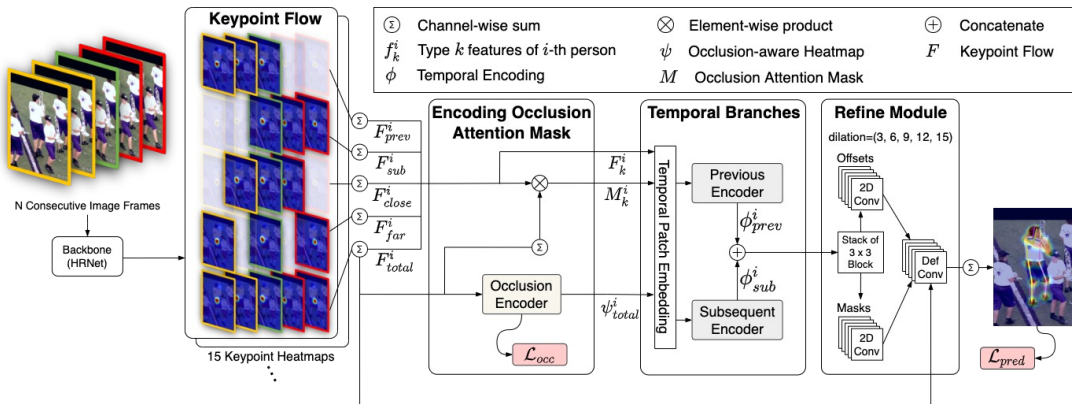 Keypoint Flow
Σ Channel-wise sum
⊗ Element-wise product
⊕ Concatenate
f_k^i Type k features of i-th person
ψ Occlusion-aware Heatmap
F Keypoint Flow
ϕ Temporal Encoding
M Occlusion Attention Mask
N Consecutive Image Frames
Backbone
(HRNet)
15 Keypoint Heatmaps
Σ
F_prev^i
Σ
F_sub^i
Σ
F_close^i
Σ
F_far^i
Σ
F_total^i
Encoding Occlusion
Attention Mask
⊗
Σ
Occlusion
Encoder
L_occ
F_k^i
M_k^i
ψ_total^i
Temporal Branches
Temporal Patch Embedding
Previous
Encoder
ϕ_prev^i
⊕
ϕ_sub^i
Subsequent
Encoder
Refine Module
dilation=(3, 6, 9, 12, 15)
Offsets
2D
Conv
Stack of
3 x 3
Block
Def
Conv
Masks
2D
Conv
Σ
L_pred